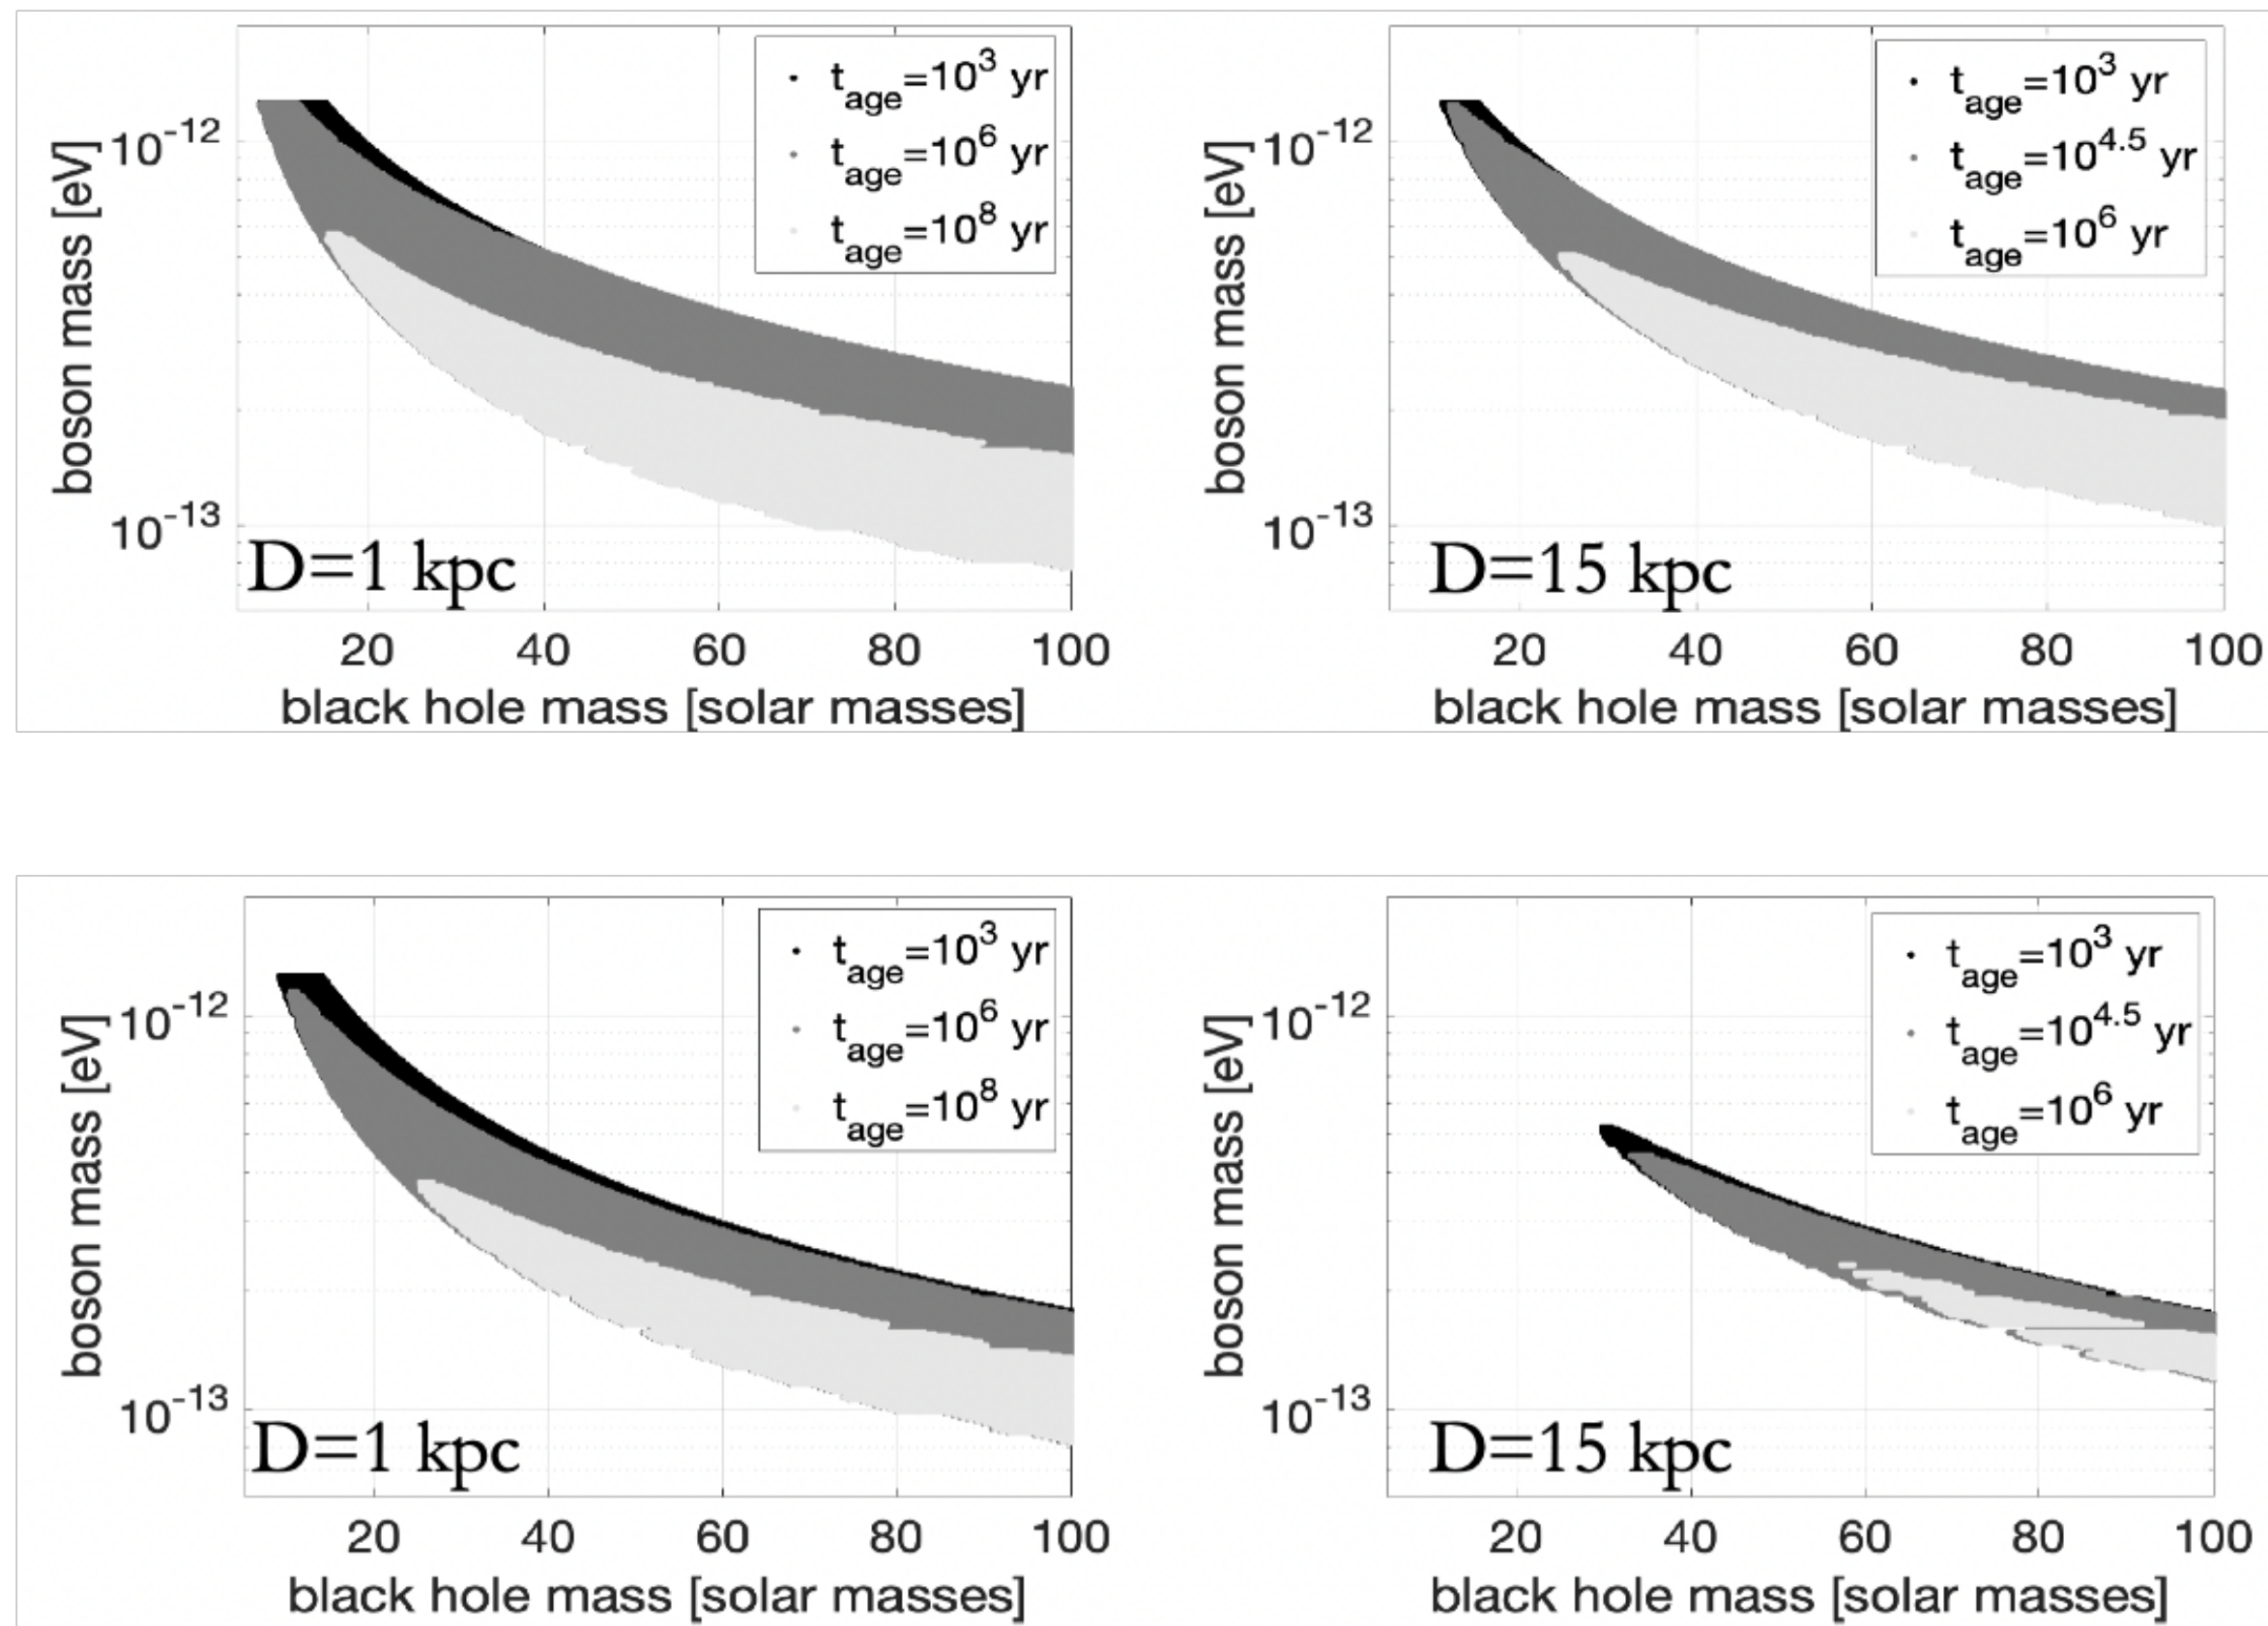 t_age=10^3 yr
t_age=10^6 yr
t_age=10^8 yr
10^-12
10^-13
boson mass [eV]
D=1 kpc
20 40 60 80 100
black hole mass [solar masses]
t_age=10^3 yr
t_age=10^4.5 yr
t_age=10^6 yr
10^-12
10^-13
boson mass [eV]
D=15 kpc
20 40 60 80 100
black hole mass [solar masses]
t_age=10^3 yr
t_age=10^6 yr
t_age=10^8 yr
10^-12
10^-13
boson mass [eV]
D=1 kpc
20 40 60 80 100
black hole mass [solar masses]
t_age=10^3 yr
t_age=10^4.5 yr
t_age=10^6 yr
10^-12
10^-13
boson mass [eV]
D=15 kpc
20 40 60 80 100
black hole mass [solar masses]